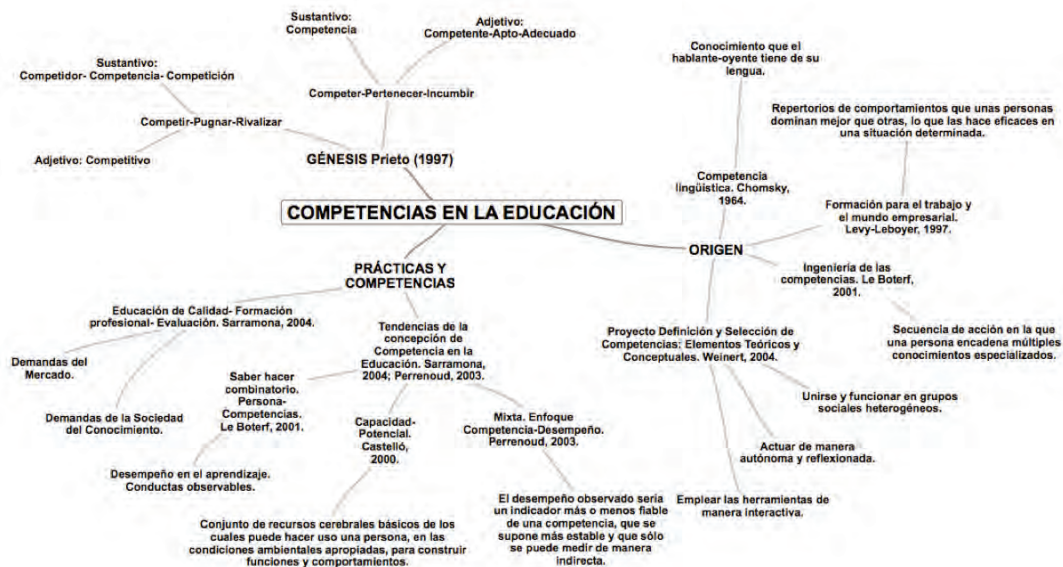 Sustantivo:
Competencia
Adjetivo:
Competente-Apto-Adecuado
Sustantivo:
Competidor- Competencia- Competición
Competer-Pertenecer-Incumbir
Competir-Pugnar-Rivalizar
Adjetivo: Competitivo
GÉNESIS Prieto (1997)
COMPETENCIAS EN LA EDUCACIÓN
Conocimiento que el
hablante-oyente tiene de su
lengua.
Repertorios de comportamientos que unas personas
dominan mejor que otras, lo que las hace eficaces en
una situación determinada.
Competencia
lingüística. Chomsky,
1964.
Formación para el trabajo y
el mundo empresarial.
Levy-Leboyer, 1997.
ORIGEN
Ingeniería de las
competencias. Le Boterf,
2001.
Secuencia de acción en la que
una persona encadena múltiples
conocimientos especializados.
Proyecto Definición y Selección de
Competencias: Elementos Teóricos y
Conceptuales. Weinert, 2004.
Unirse y funcionar en grupos
sociales heterogéneos.
Actuar de manera
autónoma y reflexionada.
Emplear las herramientas de
manera interactiva.
PRÁCTICAS Y
COMPETENCIAS
Educación de Calidad- Formación
profesional- Evaluación. Sarramona, 2004.
Demandas del
Mercado.
Demandas de la Sociedad
del Conocimiento.
Tendencias de la
concepción de
Competencia en la
Educación. Sarramona,
2004; Perrenoud, 2003.
Saber hacer
combinatorio.
Persona-
Competencias.
Le Boterf, 2001.
Desempeño en el aprendizaje.
Conductas observables.
Capacidad-
Potencial.
Castelló,
2000.
Conjunto de recursos cerebrales básicos de los
cuales puede hacer uso una persona, en las
condiciones ambientales apropiadas, para construir
funciones y comportamientos.
Mixta. Enfoque
Competencia-Desempeño.
Perrenoud, 2003.
El desempeño observado sería
un indicador más o menos fiable
de una competencia, que se
supone más estable y que sólo
se puede medir de manera
indirecta.